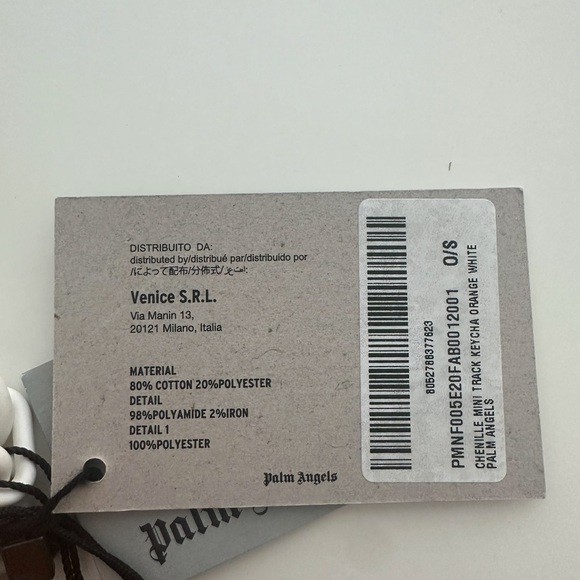 DISTRIBUITO DA:
distributed by/distribué par/distribuido por
/によって配布/分佈式/
Venice S.R.L.
Via Manin 13,
20121 Milano, Italia
MATERIAL
80% COTTON 20%POLYESTER
DETAIL
98%POLYAMIDE 2%IRON
DETAIL 1
100%POLYESTER
Palm Angels
8052788377623
PMNF005E20FAB0012001 O/S
CHENILLE MINI TRACK KEYCHA ORANGE WHITE
PALM ANGELS
Palm